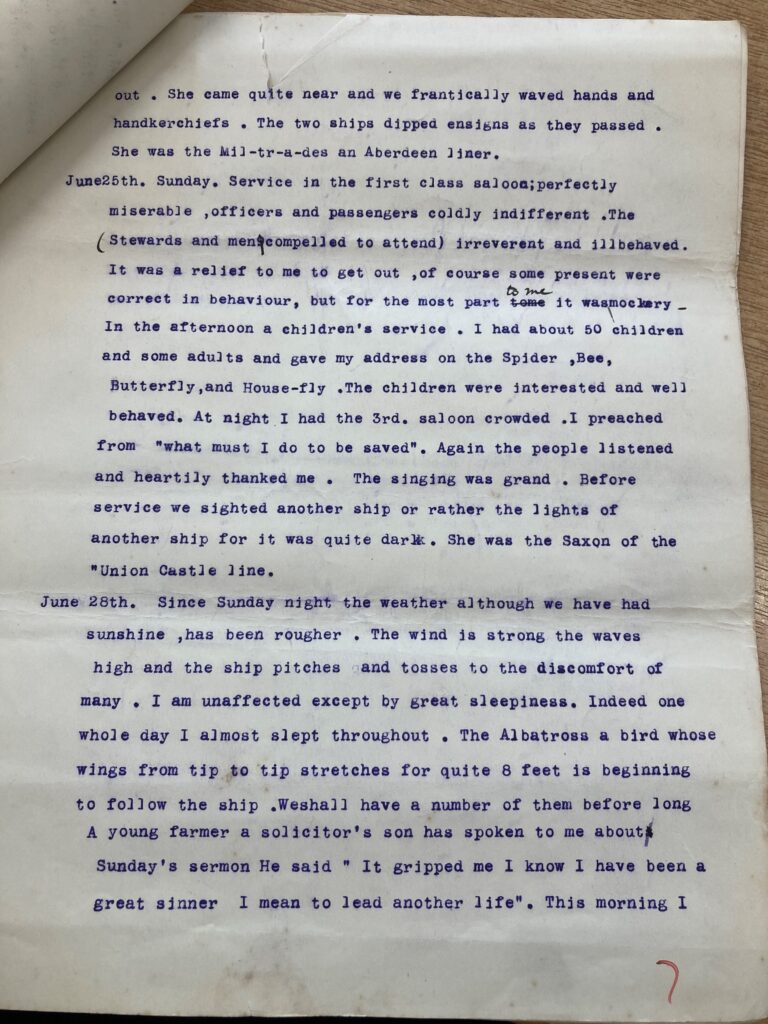 out . She came quite near and we frantically waved hands and
handkerchiefs . The two ships dipped ensigns as they passed .
She was the Mil-tr-a-des an Aberdeen liner.
June25th. Sunday. Service in the first class saloon;perfectly
miserable ,officers and passengers coldly indifferent .The
(Stewards and men compelled to attend) irreverent and illbehaved.
It was a relief to me to get out ,of course some present were
correct in behaviour, but for the most part to me it was mockery _
In the afternoon a children's service . I had about 50 children
and some adults and gave my address on the Spider ,Bee,
Butterfly,and House-fly .The children were interested and well
behaved. At night I had the 3rd. saloon crowded .I preached
from "what must I do to be saved". Again the people listened
and heartily thanked me . The singing was grand . Before
service we sighted another ship or rather the lights of
another ship for it was quite dark. She was the Saxon of the
"Union Castle line.
June 28th. Since Sunday night the weather although we have had
sunshine ,has been rougher . The wind is strong the waves
high and the ship pitches and tosses to the discomfort of
many . I am unaffected except by great sleepiness. Indeed one
whole day I almost slept throughout . The Albatross a bird whose
wings from tip to tip stretches for quite 8 feet is beginning
to follow the ship .Weshall have a number of them before long
A young farmer a solicitor's son has spoken to me about
Sunday's sermon He said " It gripped me I know I have been a
great sinner I mean to lead another life". This morning I
7